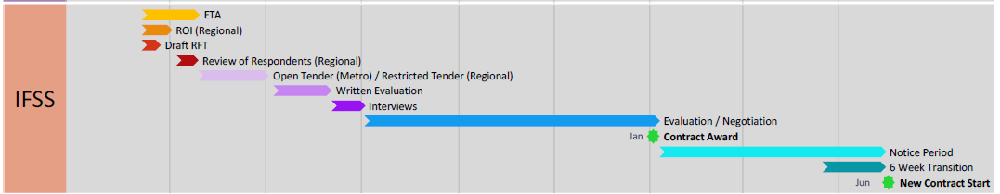 IFSS
ETA
ROI (Regional)
Draft RFT
Review of Respondents (Regional)
Open Tender (Metro) / Restricted Tender (Regional)
Written Evaluation
Interviews
Evaluation / Negotiation
Jan Contract Award
Notice Period
6 Week Transition
Jun New Contract Start